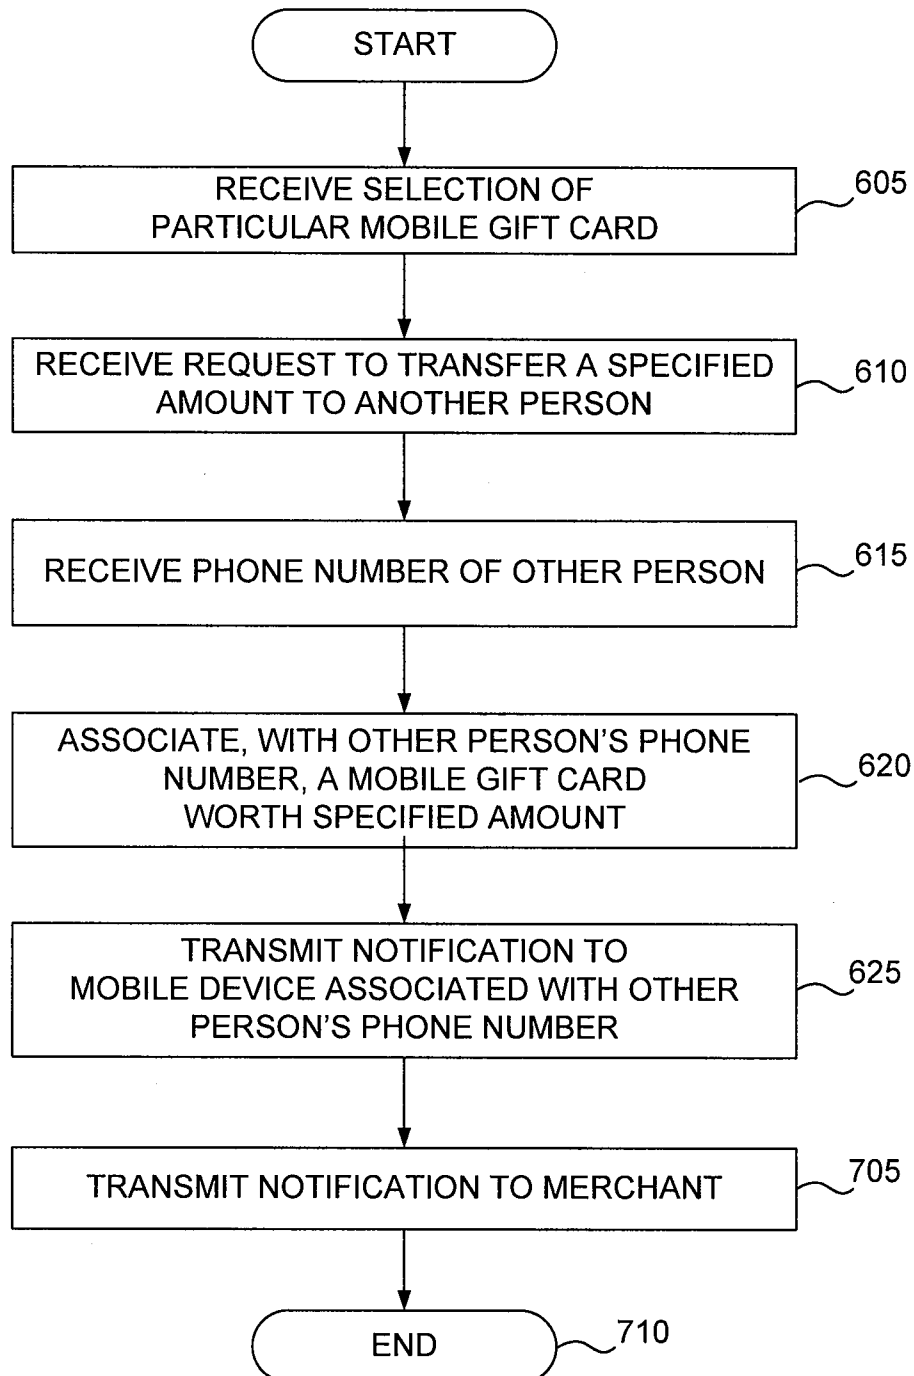 START
RECEIVE SELECTION OF
PARTICULAR MOBILE GIFT CARD
605
RECEIVE REQUEST TO TRANSFER A SPECIFIED
AMOUNT TO ANOTHER PERSON
610
RECEIVE PHONE NUMBER OF OTHER PERSON
615
ASSOCIATE, WITH OTHER PERSON'S PHONE
NUMBER, A MOBILE GIFT CARD
WORTH SPECIFIED AMOUNT
620
TRANSMIT NOTIFICATION TO
MOBILE DEVICE ASSOCIATED WITH OTHER
PERSON'S PHONE NUMBER
625
TRANSMIT NOTIFICATION TO MERCHANT
705
END
710